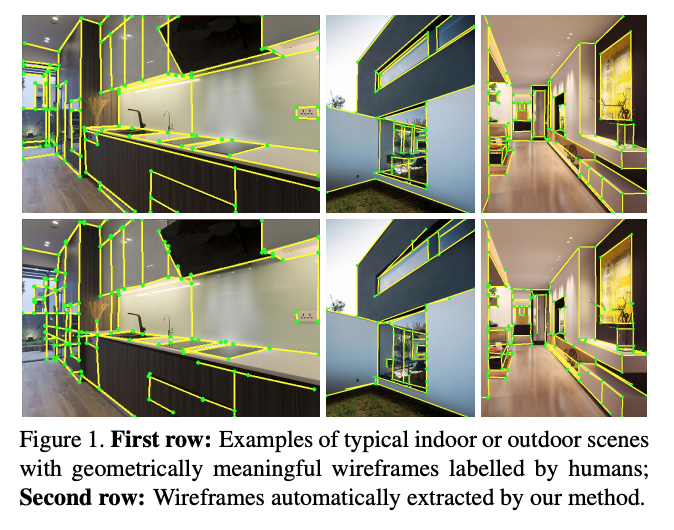 Figure 1. First row: Examples of typical indoor or outdoor scenes
with geometrically meaningful wireframes labelled by humans;
Second row: Wireframes automatically extracted by our method.